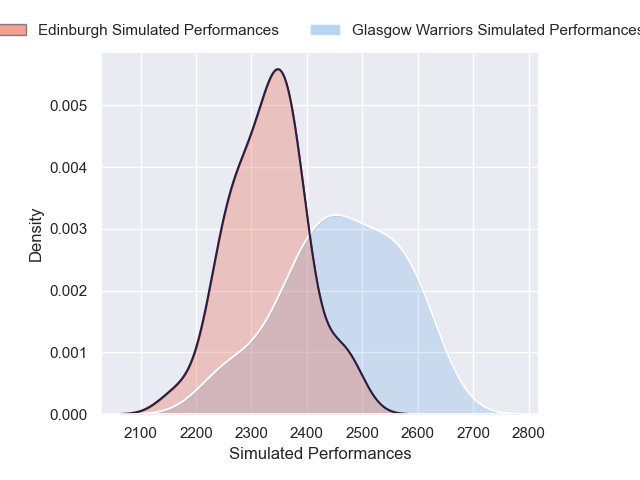 Edinburgh Simulated Performances
Glasgow Warriors Simulated Performances
0.005
0.004
0.003
0.002
0.001
0.000
Density
2100 2200 2300 2400 2500 2600 2700 2800
Simulated Performances